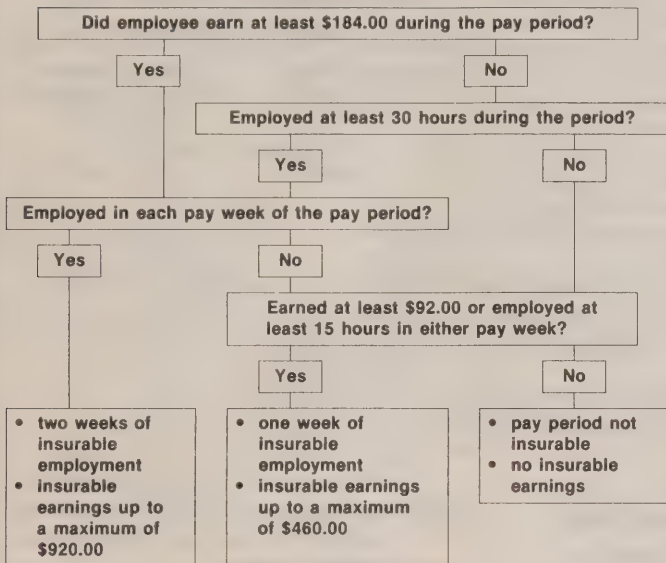 Did employee earn at least $184.00 during the pay period?
Yes
No
Employed at least 30 hours during the period?
Yes
No
Employed in each pay week of the pay period?
Yes
No
Earned at least $92.00 or employed at
least 15 hours in either pay week?
Yes
No
• two weeks of
insurable
employment
• insurable
earnings up to
a maximum of
$920.00
• one week of
insurable
employment
• insurable earnings
up to a maximum
of $460.00
• pay period not
insurable
• no insurable
earnings